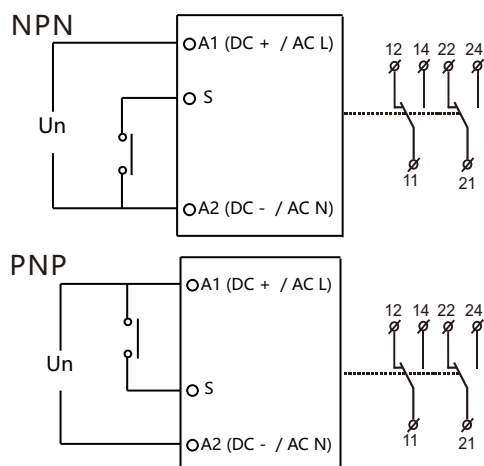 NPN
A1 (DC + / AC L)
12 14 22 24
S
Un
11 21
A2 (DC - / AC N)
PNP
A1 (DC + / AC L)
12 14 22 24
Un
S
11 21
A2 (DC - / AC N)